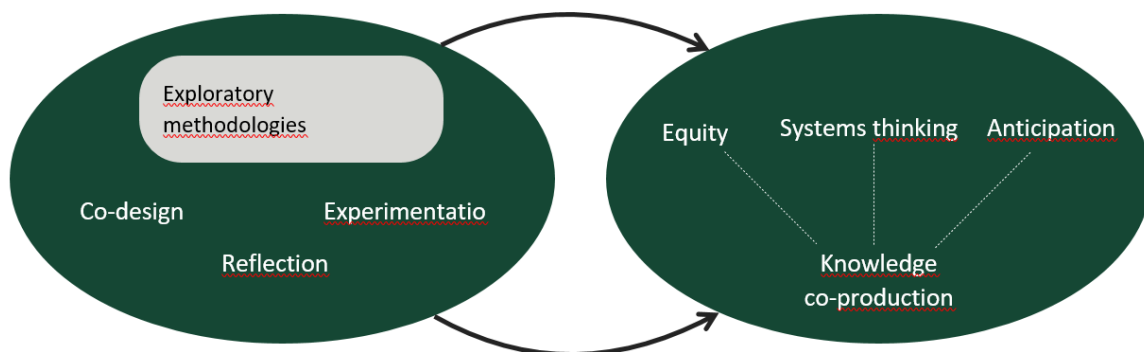 Exploratory
methodologies
Co-design
Experimentatio
Reflection
Equity
Systems thinking
Anticipation
Knowledge
co-production